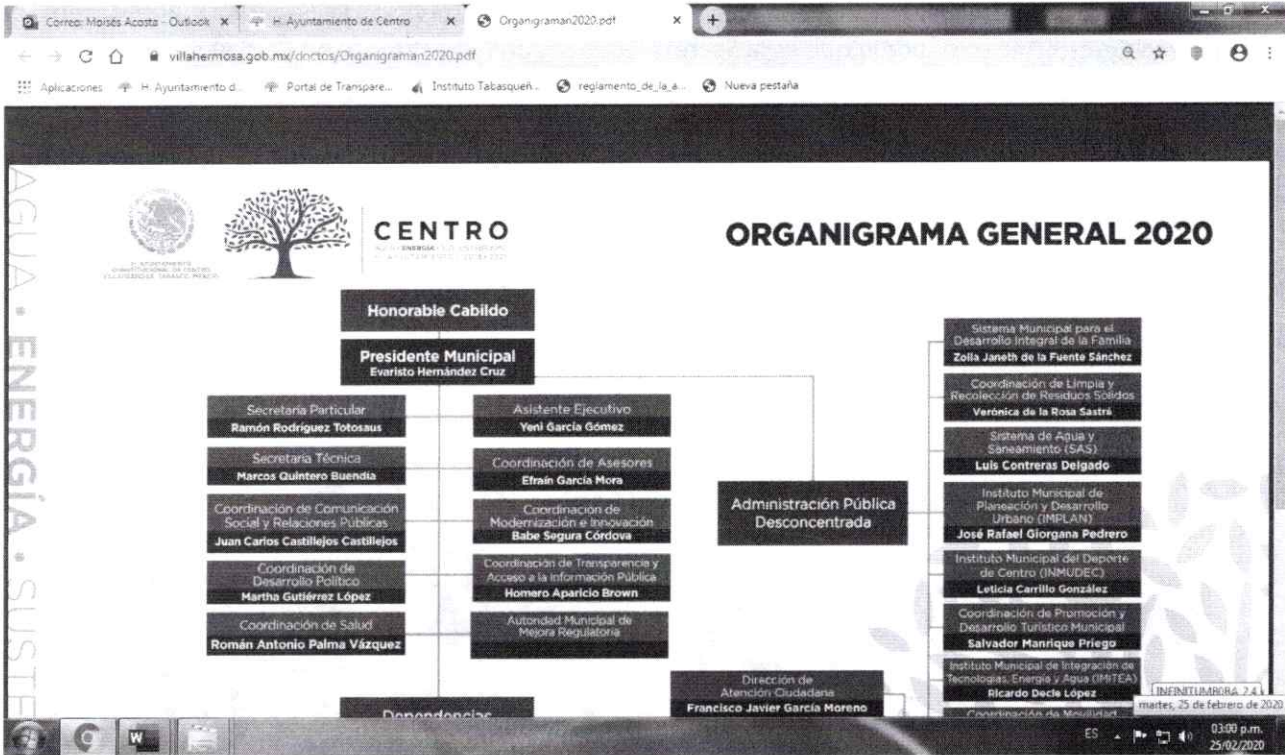 Correo: Moisés Acosta - Outlook
H. Ayuntamiento de Centro
Organigraman2020.pdf
villahermosa.gob.mx/doctos/Organigraman2020.pdf
Aplicaciones
H. Ayuntamiento d...
Portal de Transpare...
Instituto Tabasqueñ...
reglamento_de_la_a...
Nueva pestaña
AGUA • ENERGÍA • SUSTE
H. AYUNTAMIENTO
CONSTITUCIONAL DE CENTRO
VILLAHERMOSA, TABASCO, MÉXICO
CENTRO
ORGANIGRAMA GENERAL 2020
Honorable Cabildo
Presidente Municipal
Evaristo Hernández Cruz
Secretaría Particular
Ramón Rodríguez Totosaus
Asistente Ejecutivo
Yeni García Gómez
Secretaría Técnica
Marcos Quintero Buendía
Coordinación de Asesores
Efraín García Mora
Coordinación de Comunicación
Social y Relaciones Públicas
Juan Carlos Castillejos Castillejos
Coordinación de
Modernización e Innovación
Babe Segura Córdova
Coordinación de
Desarrollo Político
Martha Gutiérrez López
Coordinación de Transparencia y
Acceso a la Información Pública
Homero Aparicio Brown
Coordinación de Salud
Román Antonio Palma Vázquez
Autoridad Municipal de
Mejora Regulatoria
Dependencias
Administración Pública
Desconcentrada
Sistema Municipal para el
Desarrollo Integral de la Familia
Zoila Janeth de la Fuente Sánchez
Coordinación de Limpia y
Recolección de Residuos Sólidos
Verónica de la Rosa Sastré
Sistema de Agua y
Saneamiento (SAS)
Luis Contreras Delgado
Instituto Municipal de
Planeación y Desarrollo
Urbano (IMPLAN)
José Rafael Giorgana Pedrero
Instituto Municipal del Deporte
de Centro (INMUDEC)
Leticia Carrillo González
Coordinación de Promoción y
Desarrollo Turístico Municipal
Salvador Manrique Priego
Instituto Municipal de Integración de
Tecnologías, Energía y Agua (IMITEA)
Ricardo Decle López
Coordinación de Movilidad
Dirección de
Atención Ciudadana
Francisco Javier García Moreno
martes, 25 de febrero de 2020
ES
03:00 p.m.
25/02/2020